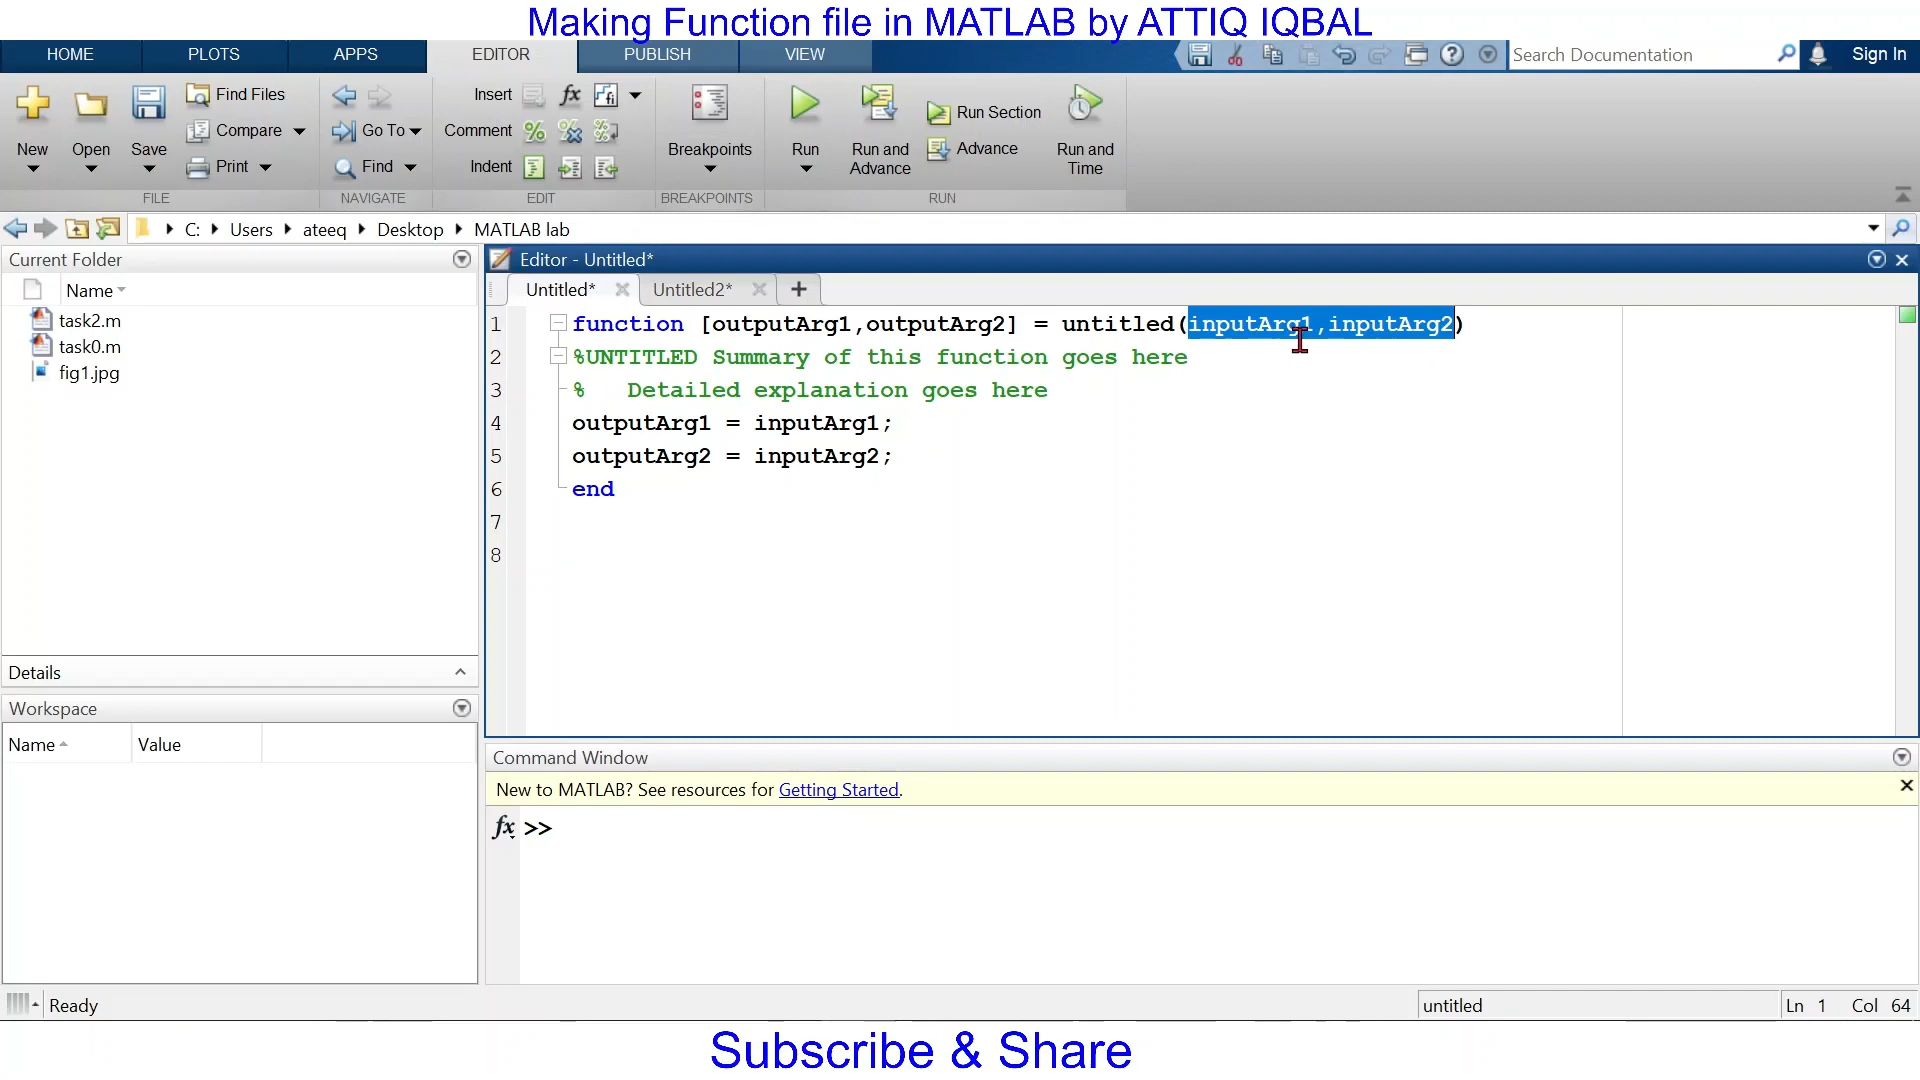 Making Function file in MATLAB by ATTIQ IQBAL
HOME PLOTS APPS EDITOR PUBLISH VIEW Search Documentation Sign In
New Open Save Find Files Compare Print
Go To Find
Insert fx fi
Comment % % %
Indent
Breakpoints
Run Run and Advance Run Section Advance Run and Time
FILE NAVIGATE EDIT BREAKPOINTS RUN
C: Users ateeq Desktop MATLAB lab
Current Folder
Name
task2.m
task0.m
fig1.jpg
Details
Workspace
Name Value
Editor - Untitled*
Untitled* Untitled2* +
1 function [outputArg1,outputArg2] = untitled(inputArg1,inputArg2)
2 %UNTITLED Summary of this function goes here
3 %   Detailed explanation goes here
4 outputArg1 = inputArg1;
5 outputArg2 = inputArg2;
6 end
7
8
Command Window
New to MATLAB? See resources for Getting Started.
fx >>
Ready untitled Ln 1 Col 64
Subscribe & Share